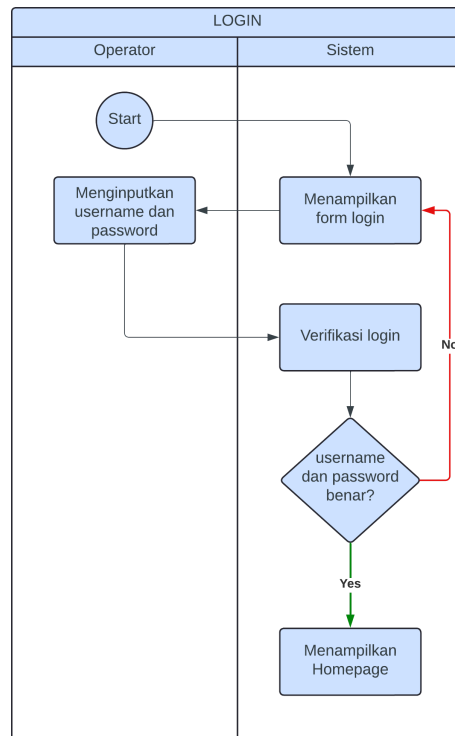 LOGIN
Operator
Sistem
Start
Menampilkan
form login
Menginputkan
username dan
password
Verifikasi login
username
dan password
benar?
No
Yes
Menampilkan
Homepage